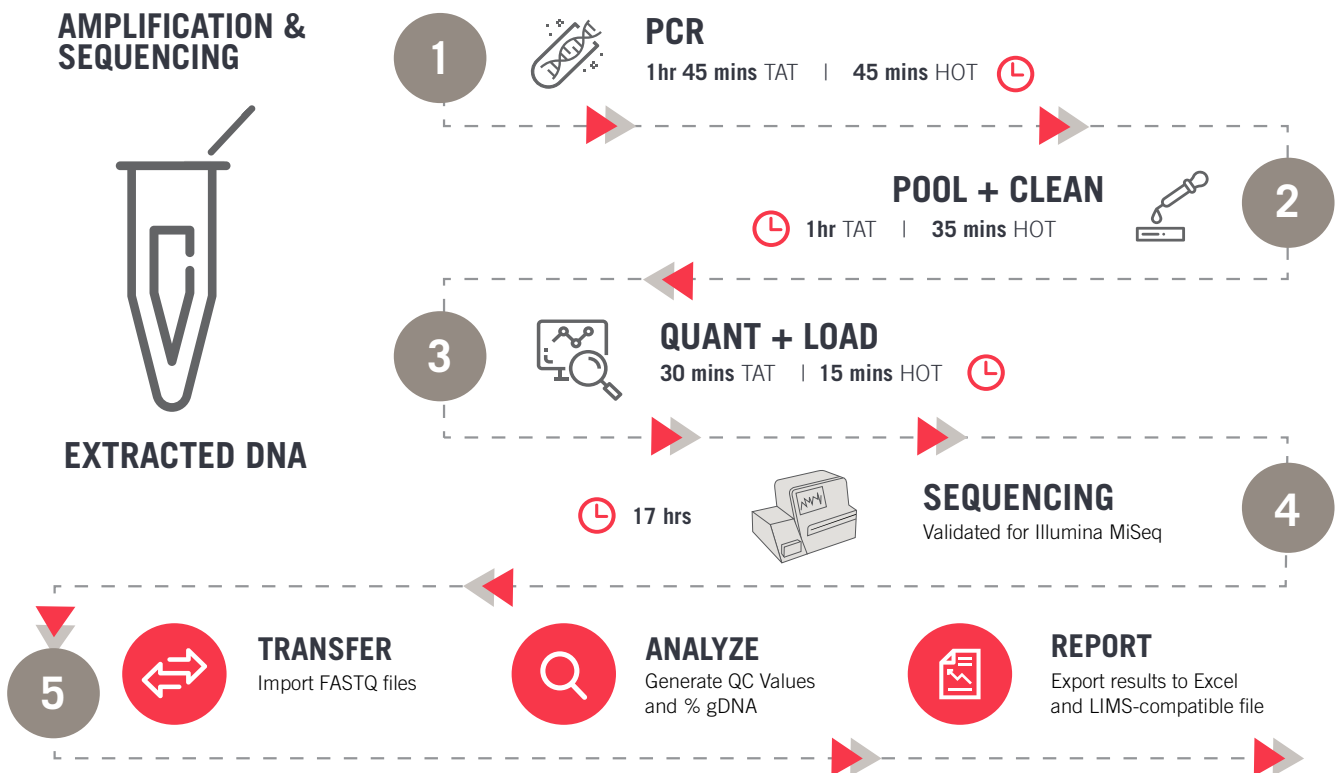 AMPLIFICATION &
SEQUENCING
EXTRACTED DNA
1
PCR
1hr 45 mins TAT | 45 mins HOT
2
POOL + CLEAN
1hr TAT | 35 mins HOT
3
QUANT + LOAD
30 mins TAT | 15 mins HOT
4
SEQUENCING
Validated for Illumina MiSeq
17 hrs
5
TRANSFER
Import FASTQ files
ANALYZE
Generate QC Values
and % gDNA
REPORT
Export results to Excel
and LIMS-compatible file